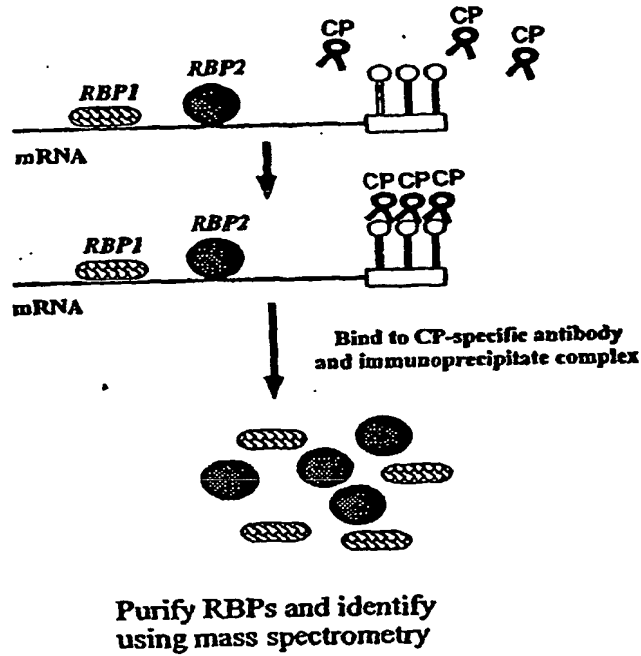 CP
CP
CP
RBP2
RBP1
mRNA
CP CP CP
RBP2
RBP1
mRNA
Bind to CP-specific antibody
and immunoprecipitate complex
Purify RBPs and identify
using mass spectrometry